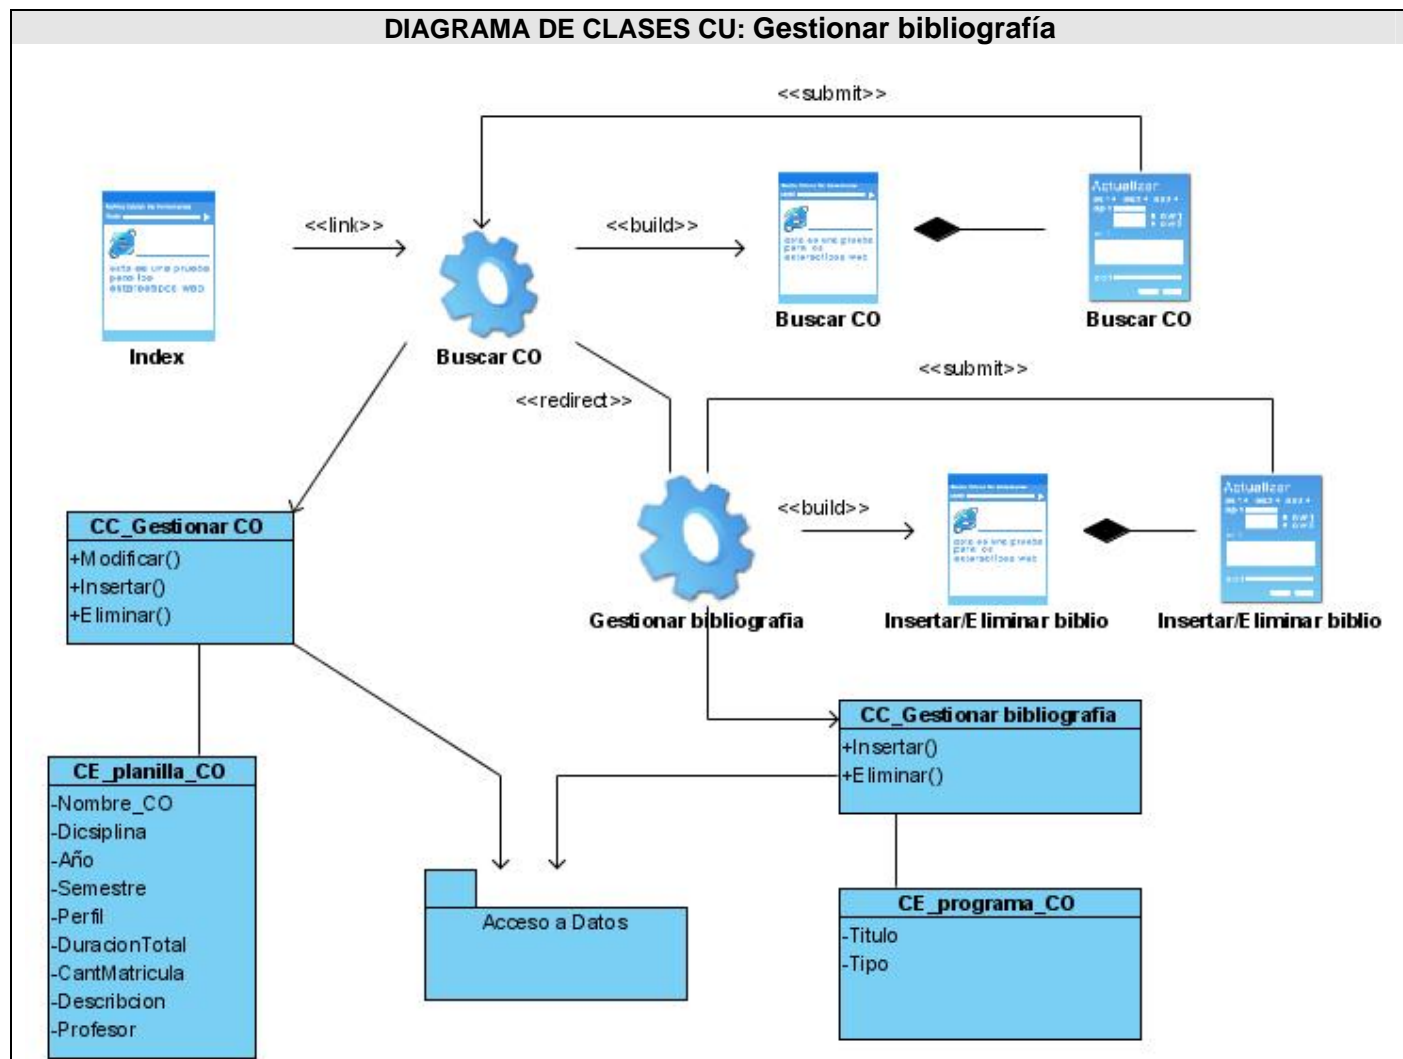 DIAGRAMA DE CLASES CU: Gestionar bibliografía
<<submit>>
<<link>>
<<build>>
Actualizar
Index
Buscar CO
Buscar CO
Buscar CO
<<submit>>
<<redirect>>
<<build>>
Actualizar
Gestionar bibliografia
Insertar/Eliminar biblio
Insertar/Eliminar biblio
CC_Gestionar CO
+Modificar()
+Insertar()
+Eliminar()
CC_Gestionar bibliografia
+Insertar()
+Eliminar()
CE_planilla_CO
-Nombre_CO
-Dicsiplina
-Año
-Semestre
-Perfil
-DuracionTotal
-CantMatricula
-Describcion
-Profesor
Acceso a Datos
CE_programa_CO
-Titulo
-Tipo